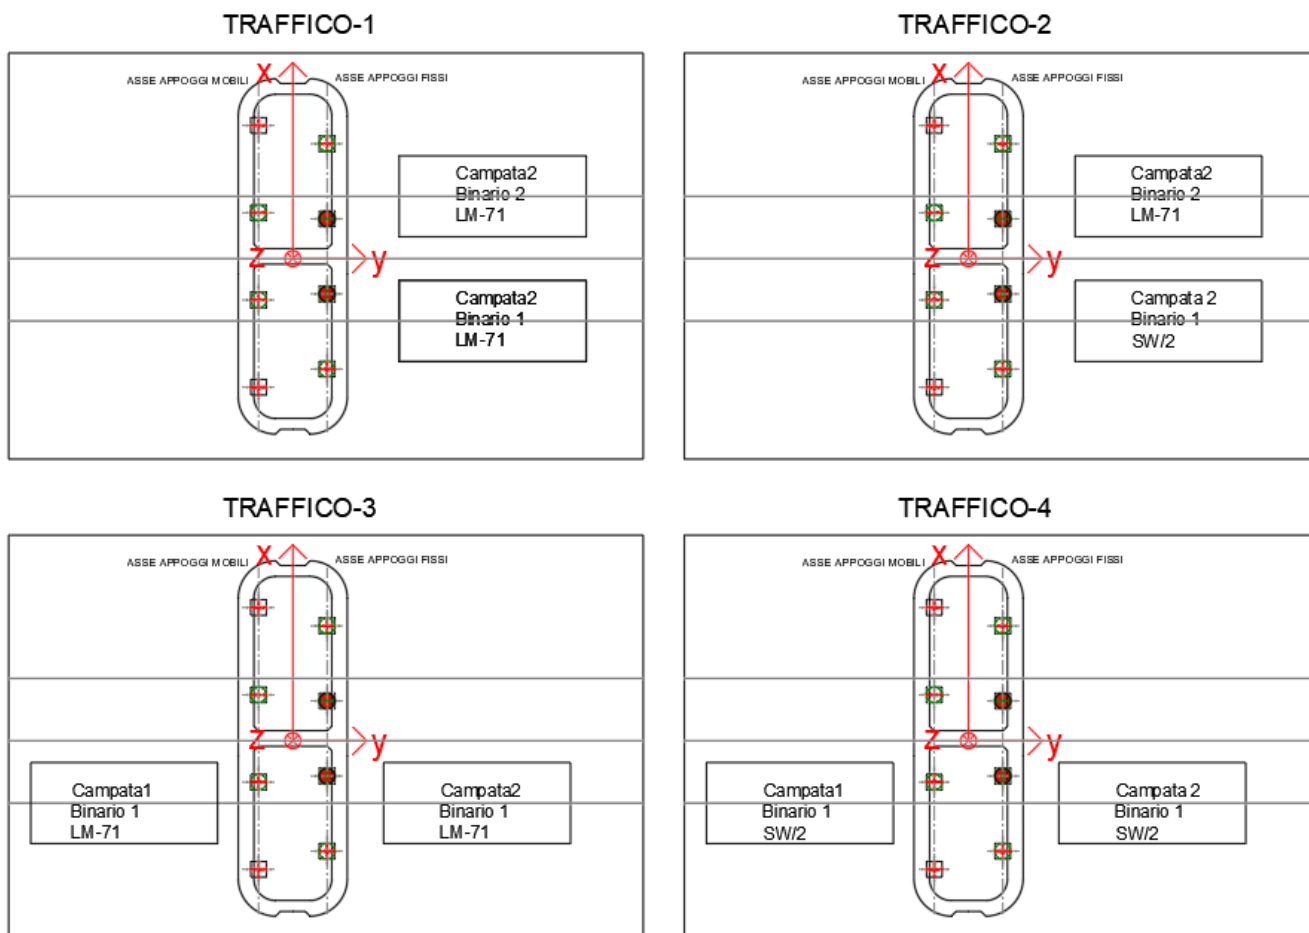 TRAFFICO-1
ASSE APPOGGI MOBILI
X
ASSE APPOGGI FISSI
Campata2
Binario 2
LM-71
Z
y
Campata2
Binario 1
LM-71
TRAFFICO-2
ASSE APPOGGI MOBILI
X
ASSE APPOGGI FISSI
Campata2
Binario 2
LM-71
Z
y
Campata 2
Binario 1
SW/2
TRAFFICO-3
ASSE APPOGGI MOBILI
X
ASSE APPOGGI FISSI
Z
y
Campata1
Binario 1
LM-71
Campata2
Binario 1
LM-71
TRAFFICO-4
ASSE APPOGGI MOBILI
X
ASSE APPOGGI FISSI
Z
y
Campata1
Binario 1
SW/2
Campata 2
Binario 1
SW/2